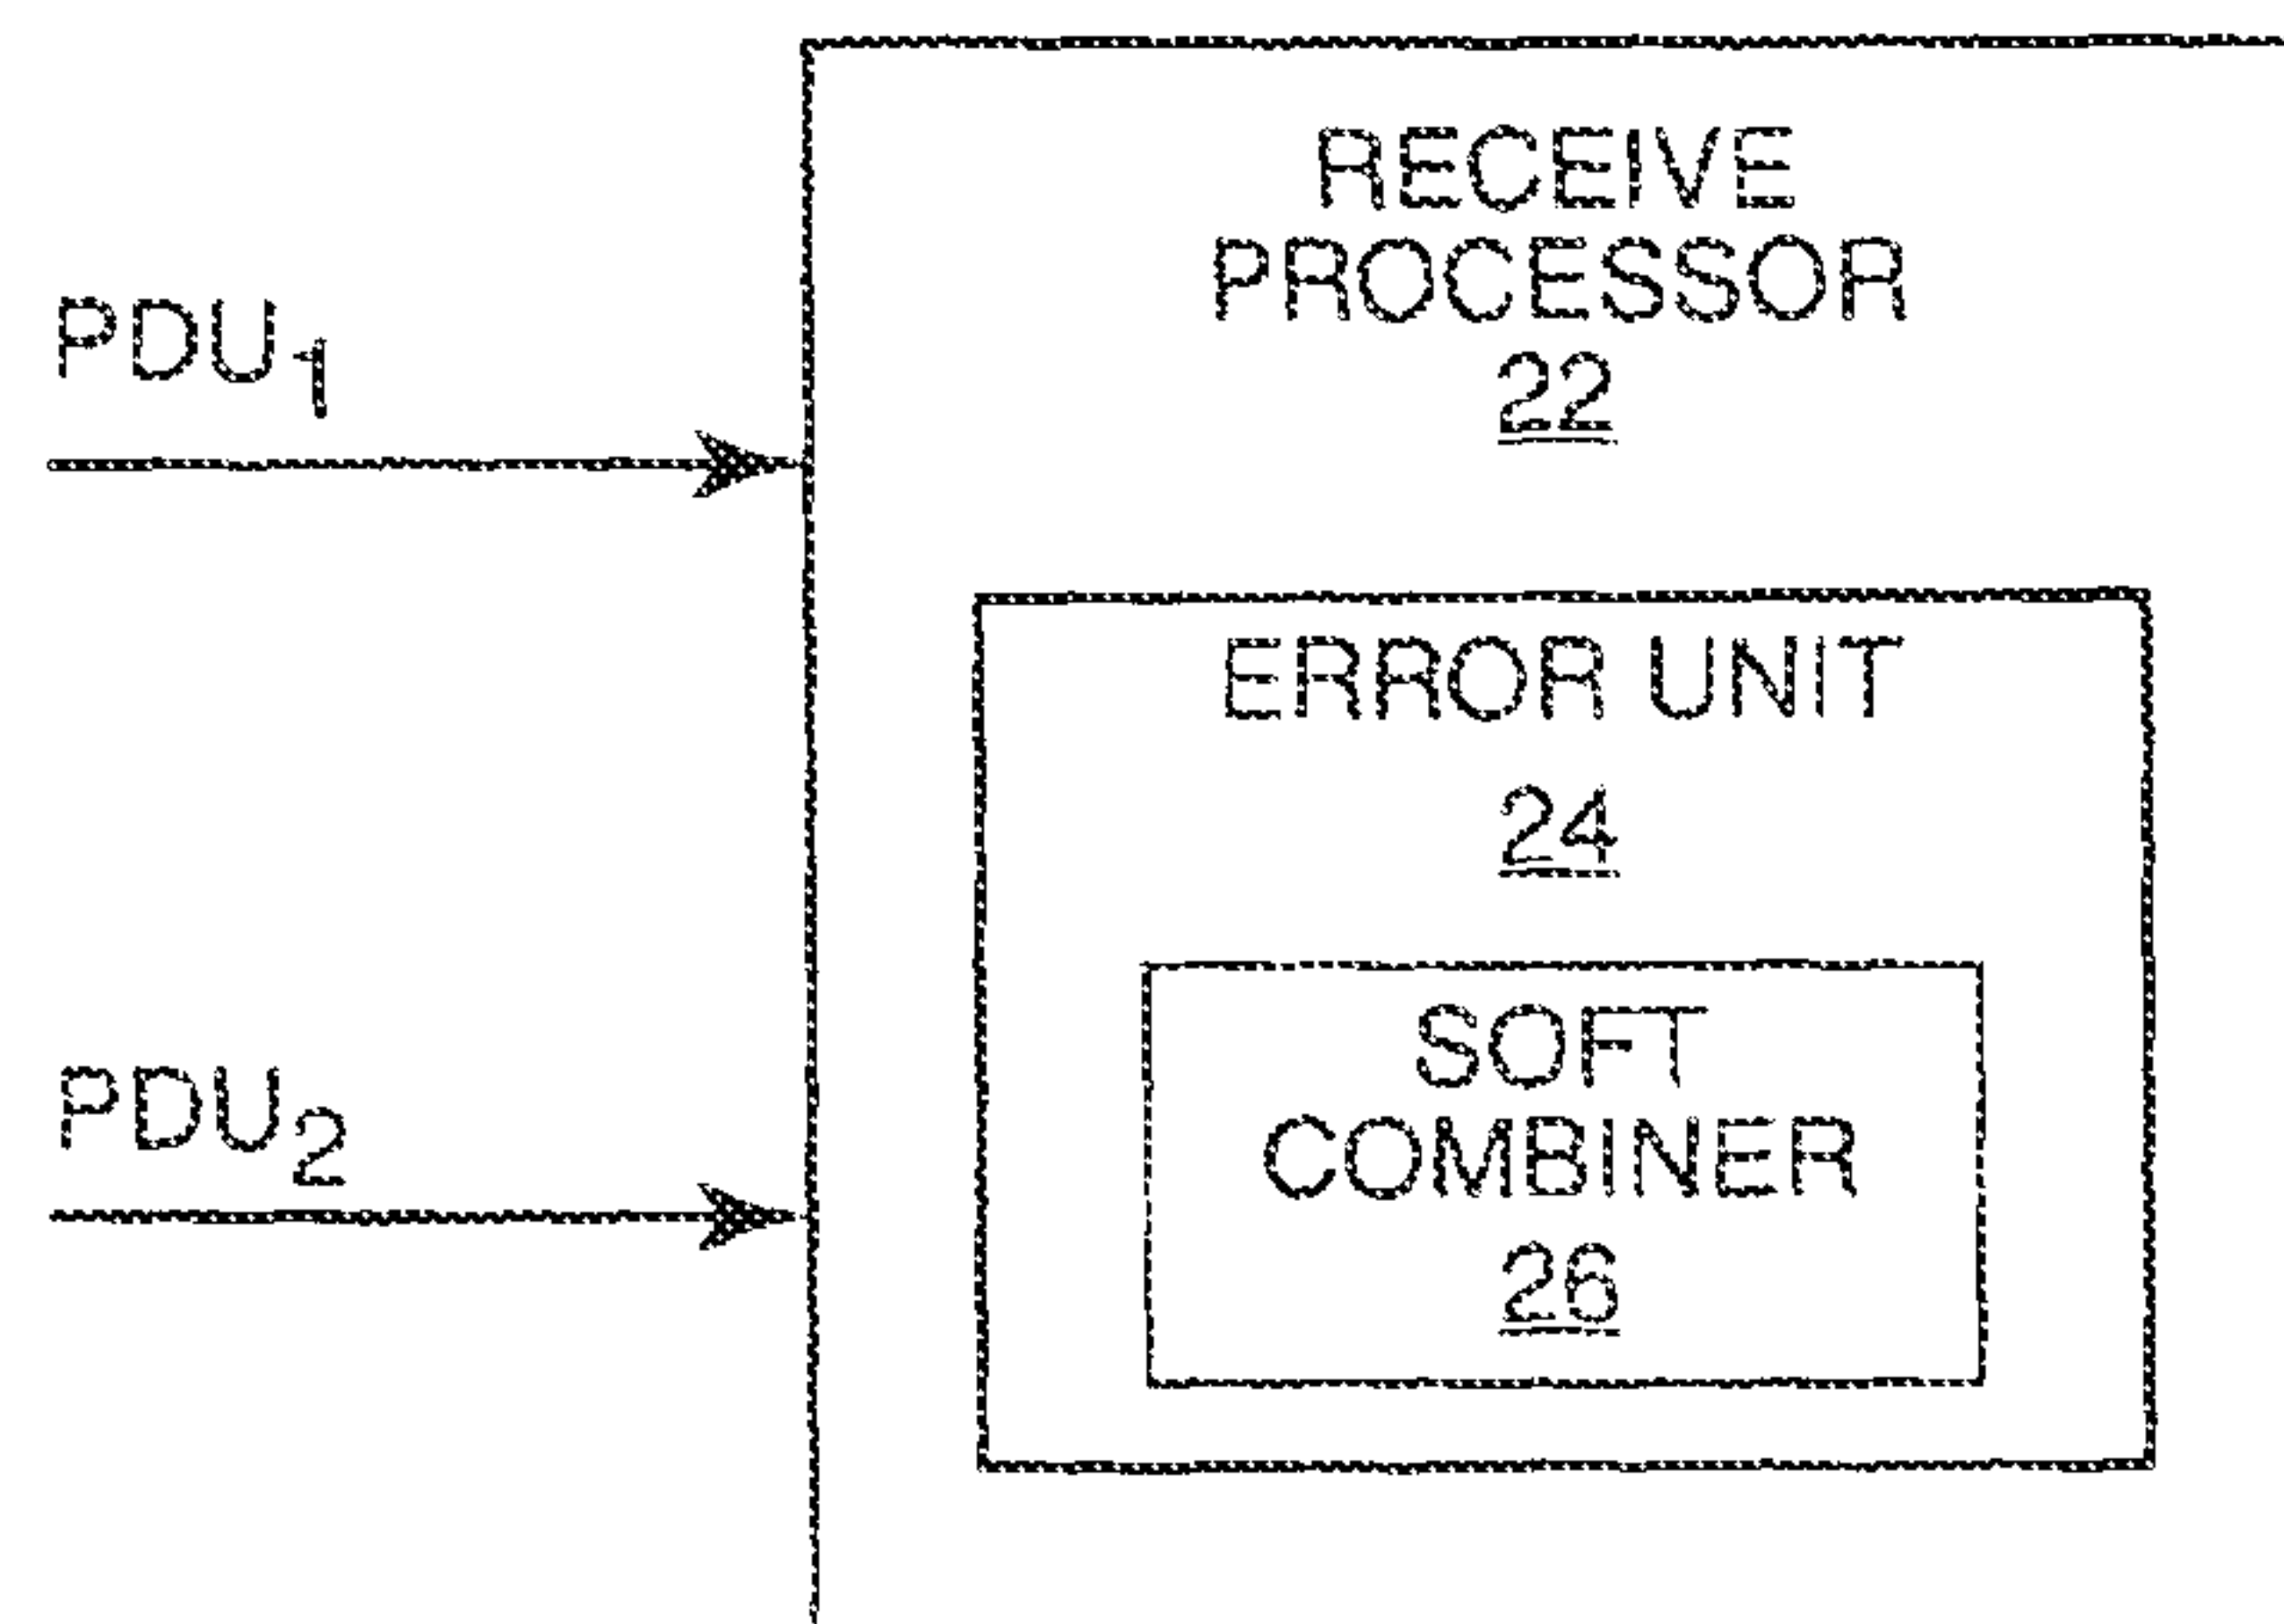 RECEIVE
PROCESSOR
22
PDU1
ERROR UNIT
24
SOFT
COMBINER
26
PDU2